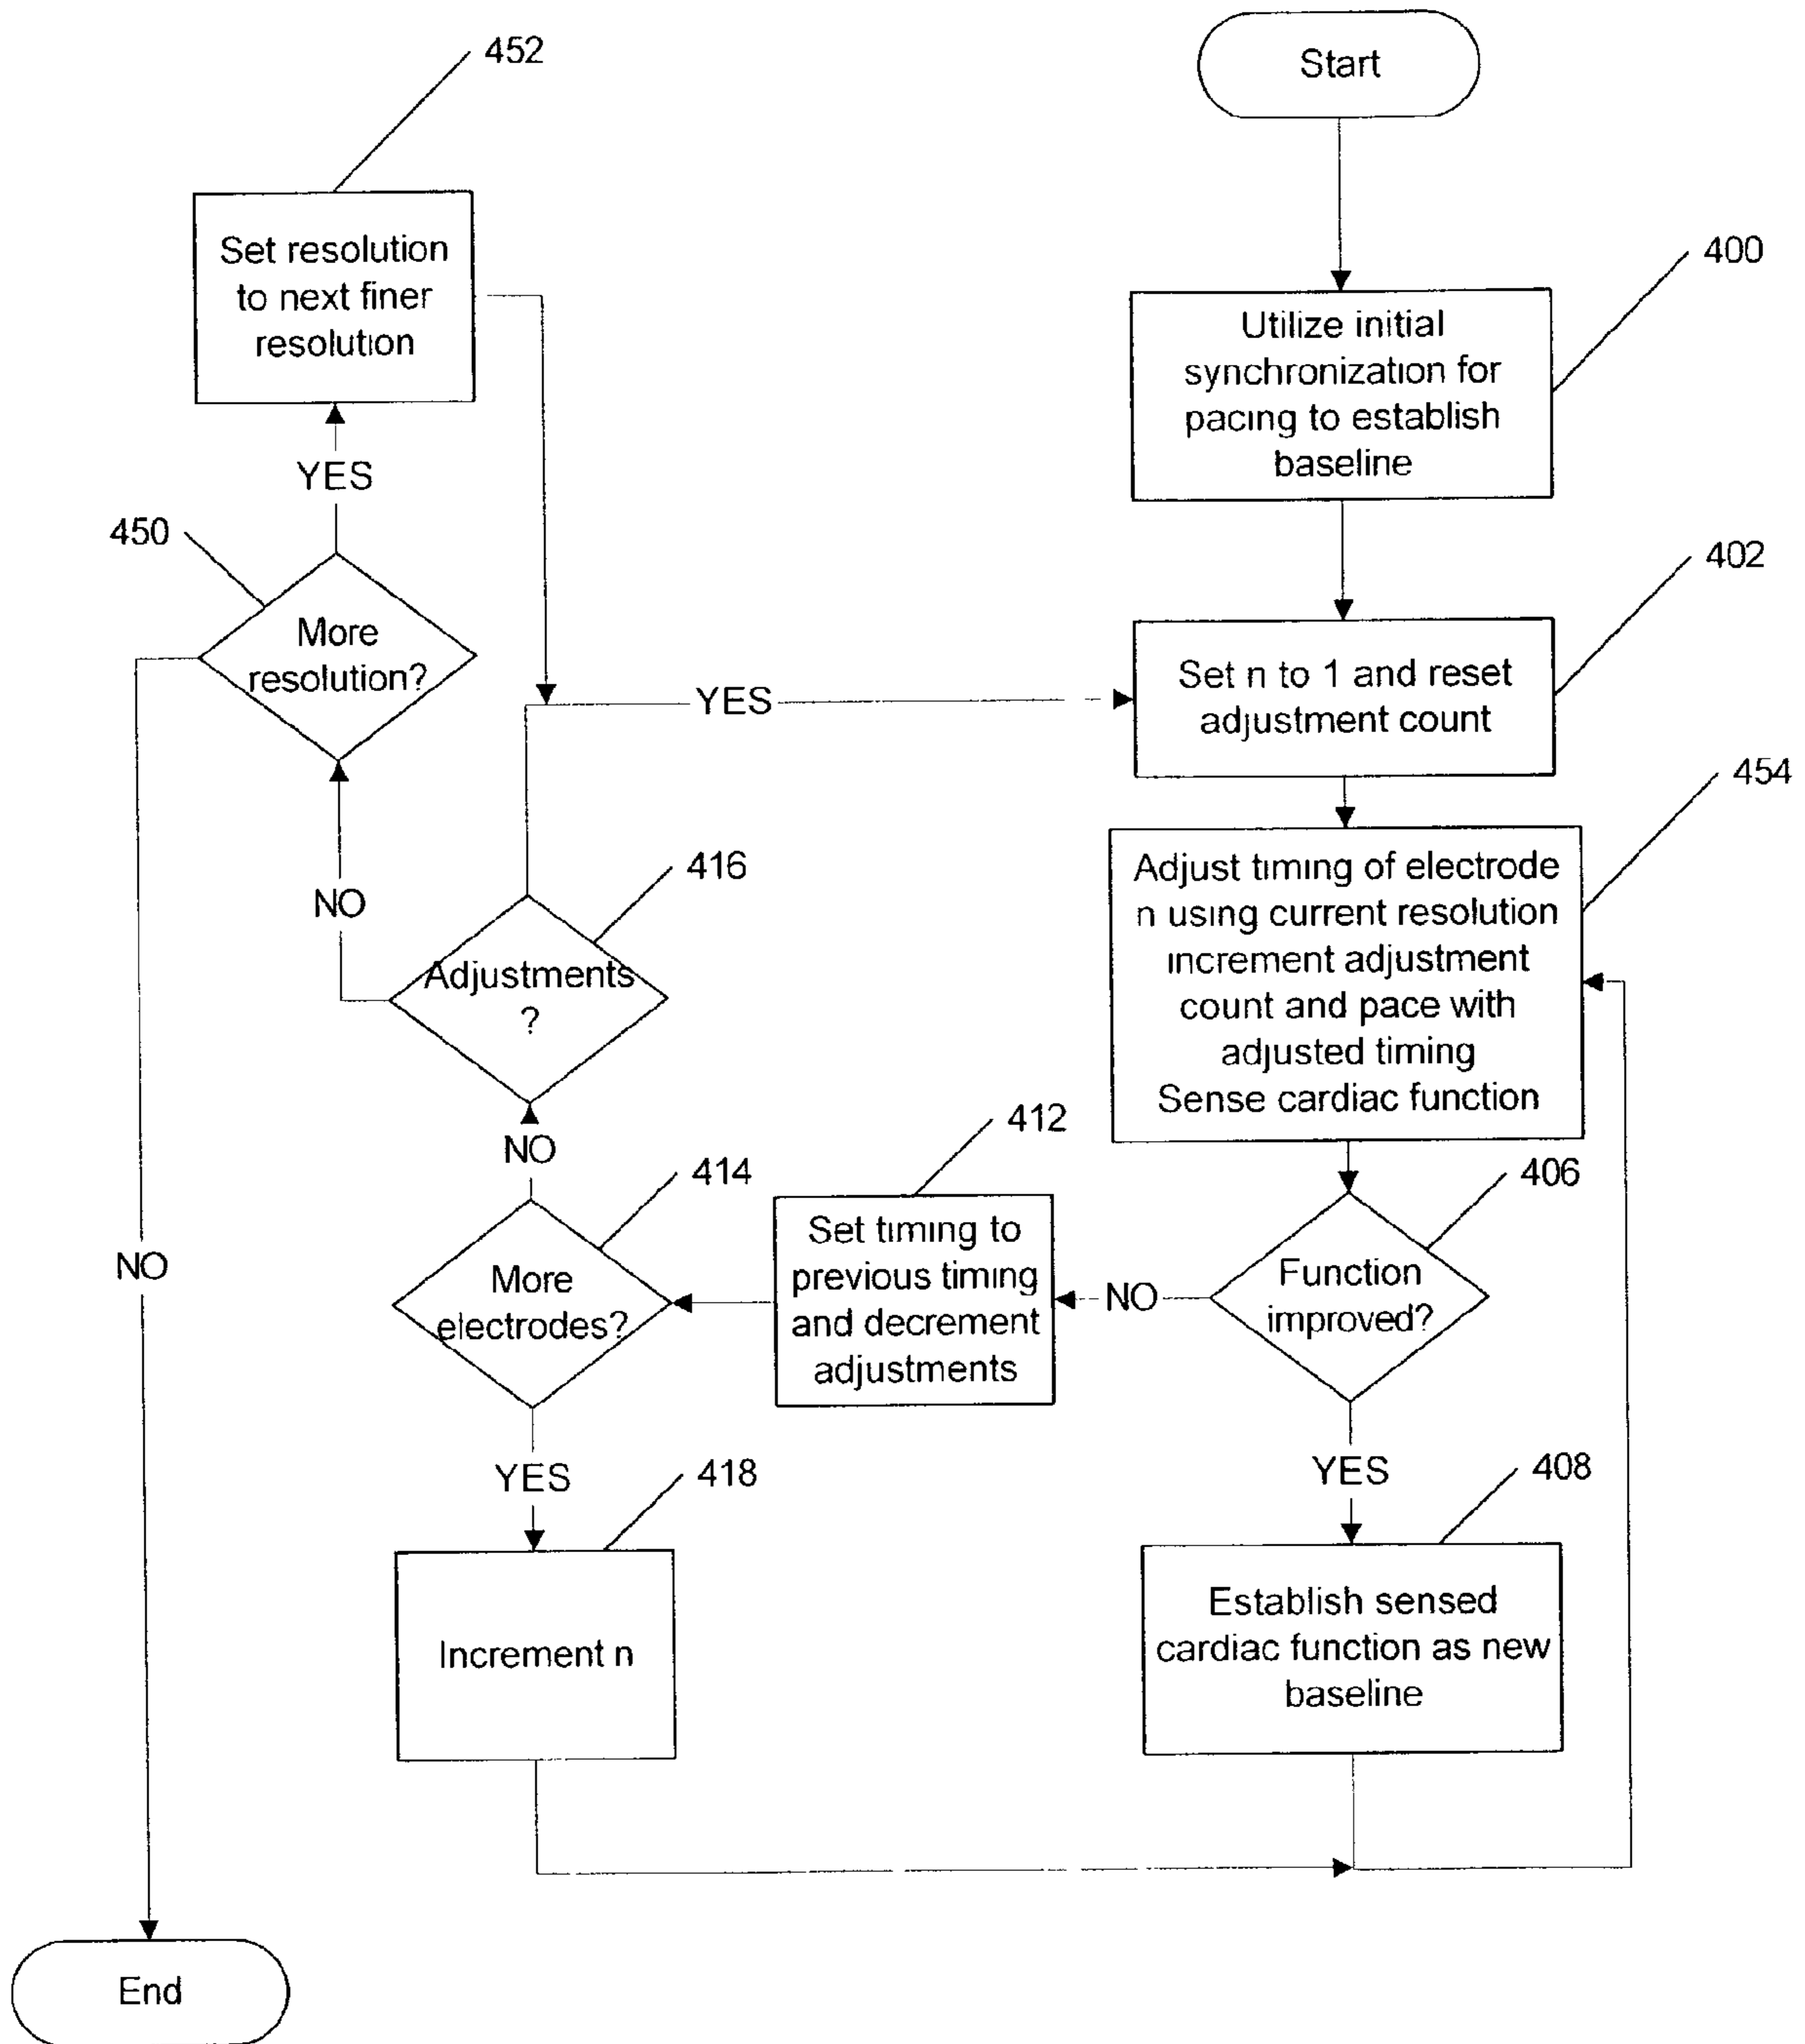 Start
452
Set resolution
to next finer
resolution
400
Utilize initial
synchronization for
pacing to establish
baseline
YES
450
More
resolution?
402
Set n to 1 and reset
adjustment count
YES
454
Adjust timing of electrode
n using current resolution
increment adjustment
count and pace with
adjusted timing
Sense cardiac function
NO
416
Adjustments
?
NO
412
Set timing to
previous timing
and decrement
adjustments
414
More
electrodes?
406
Function
improved?
NO
NO
YES
418
Increment n
YES
408
Establish sensed
cardiac function as new
baseline
End